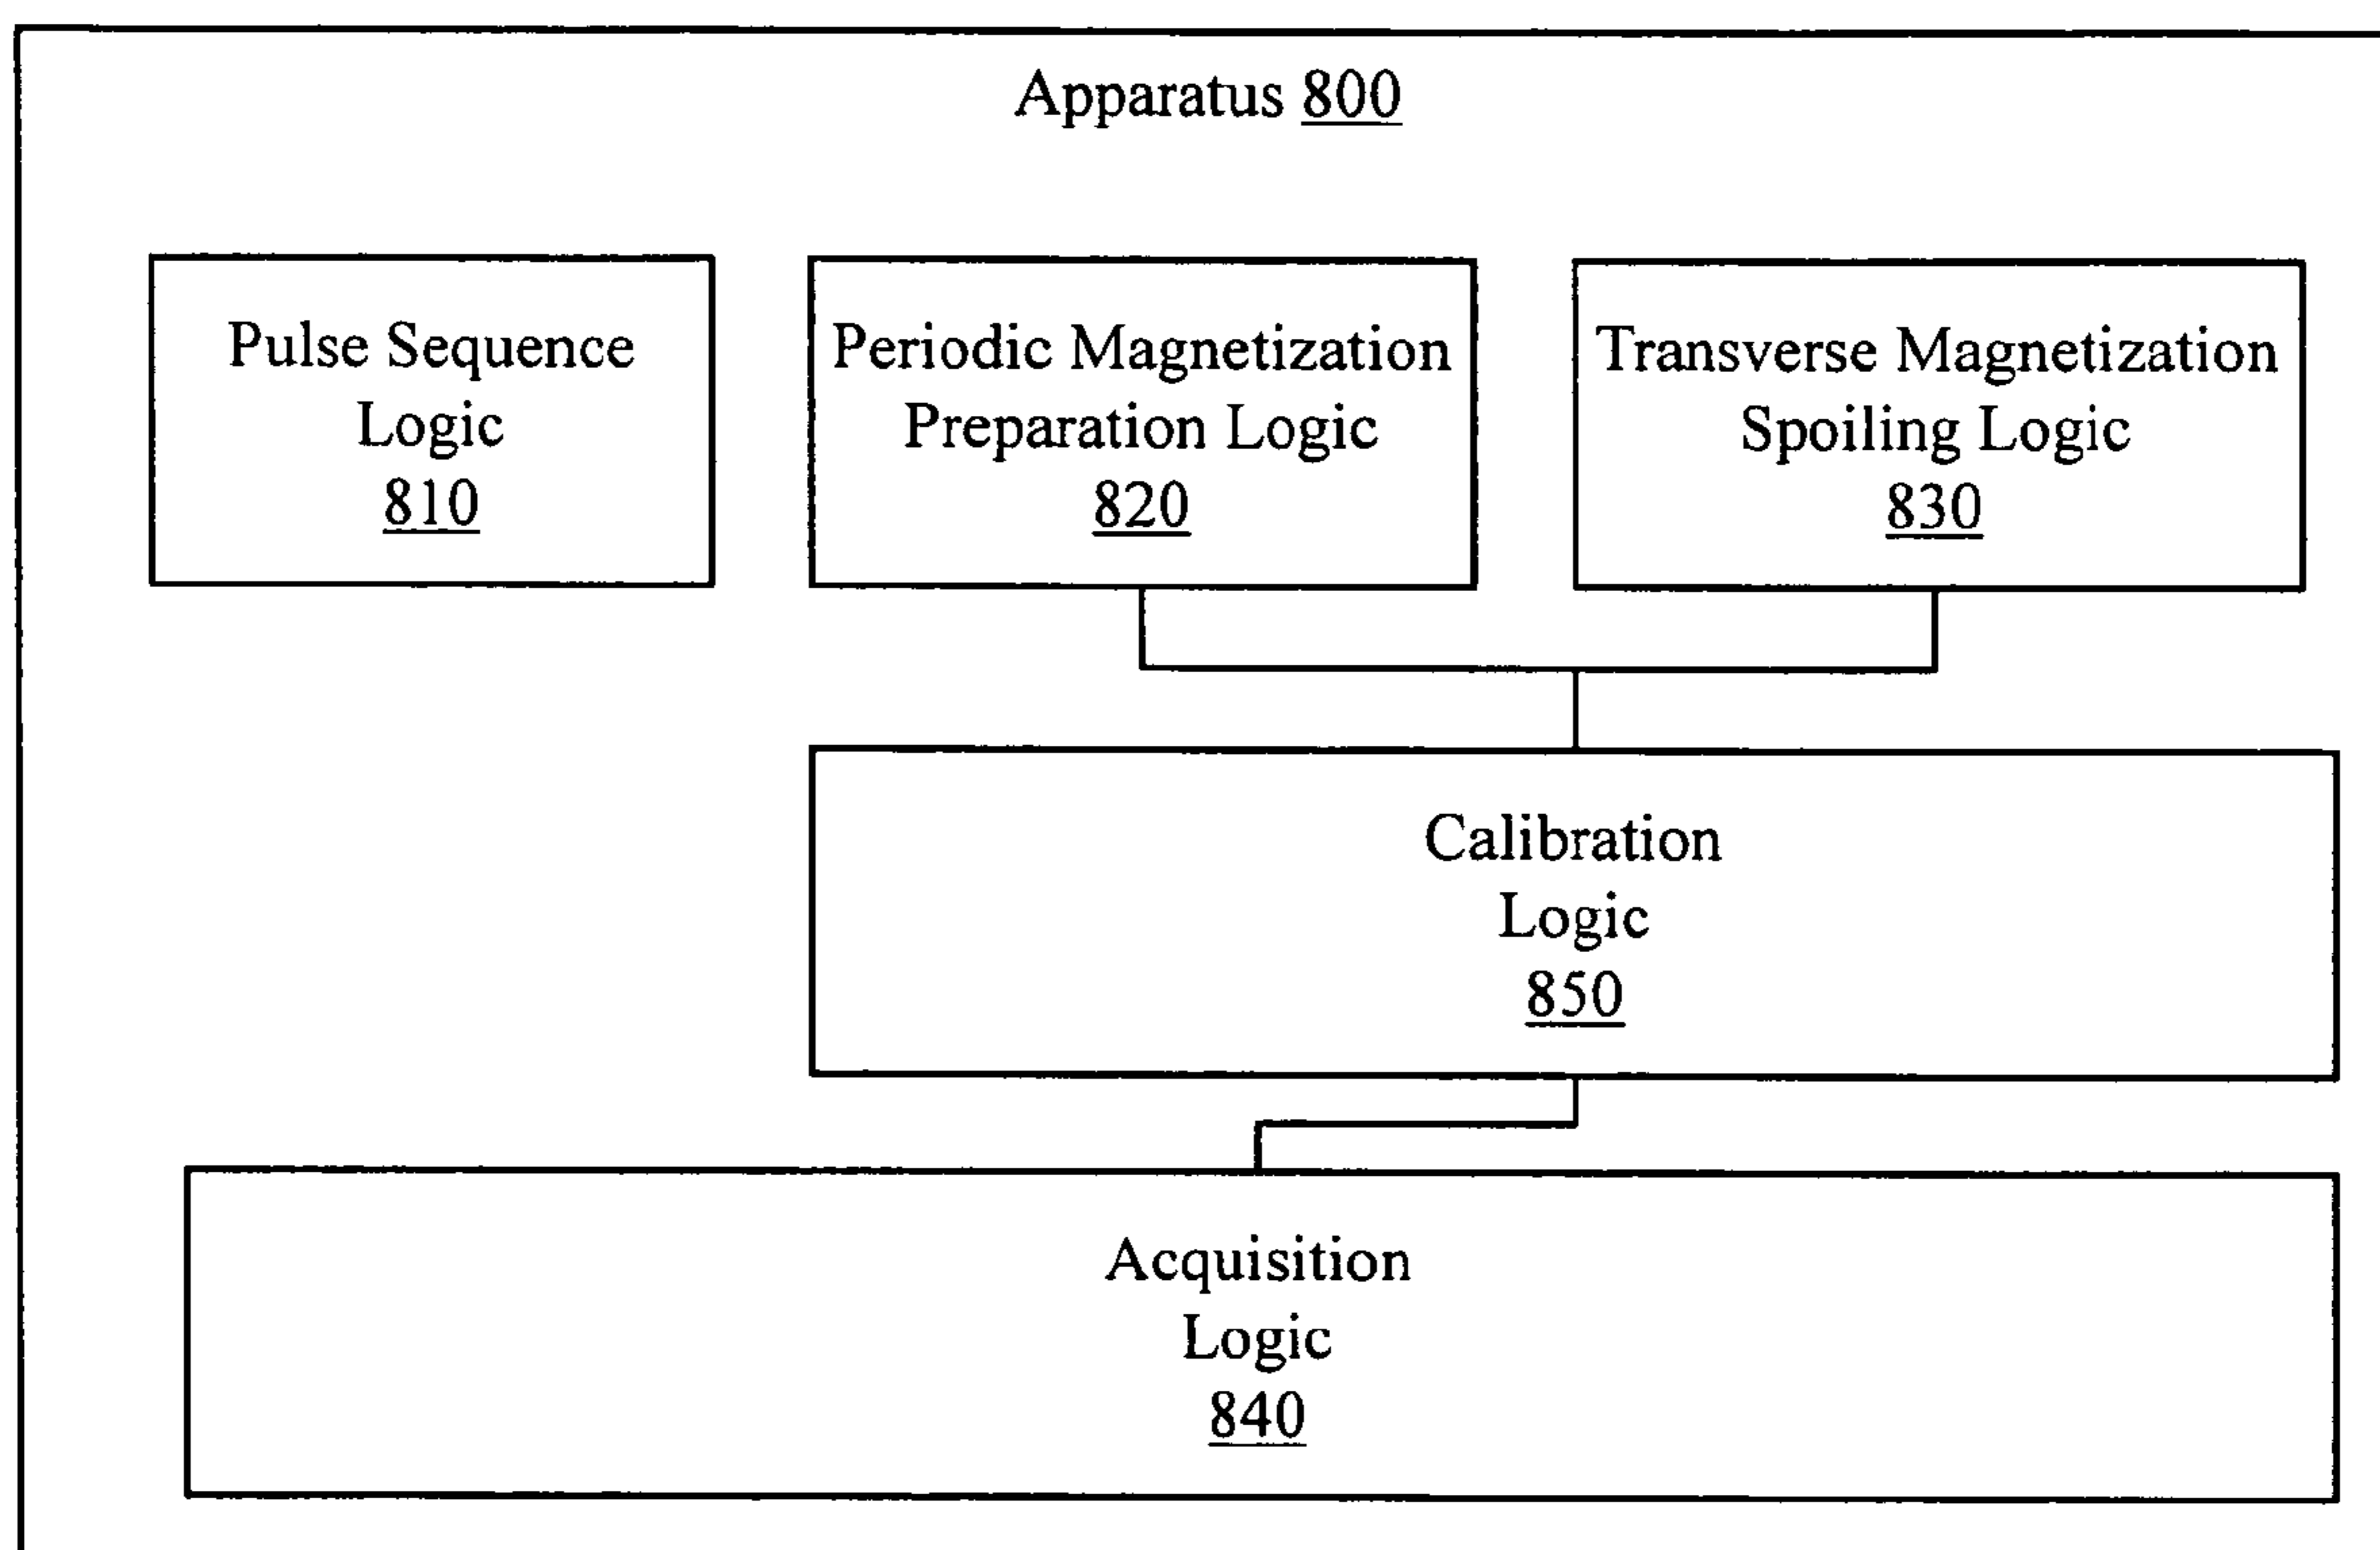 Apparatus 800
Pulse Sequence
Logic
810
Periodic Magnetization
Preparation Logic
820
Transverse Magnetization
Spoiling Logic
830
Calibration
Logic
850
Acquisition
Logic
840